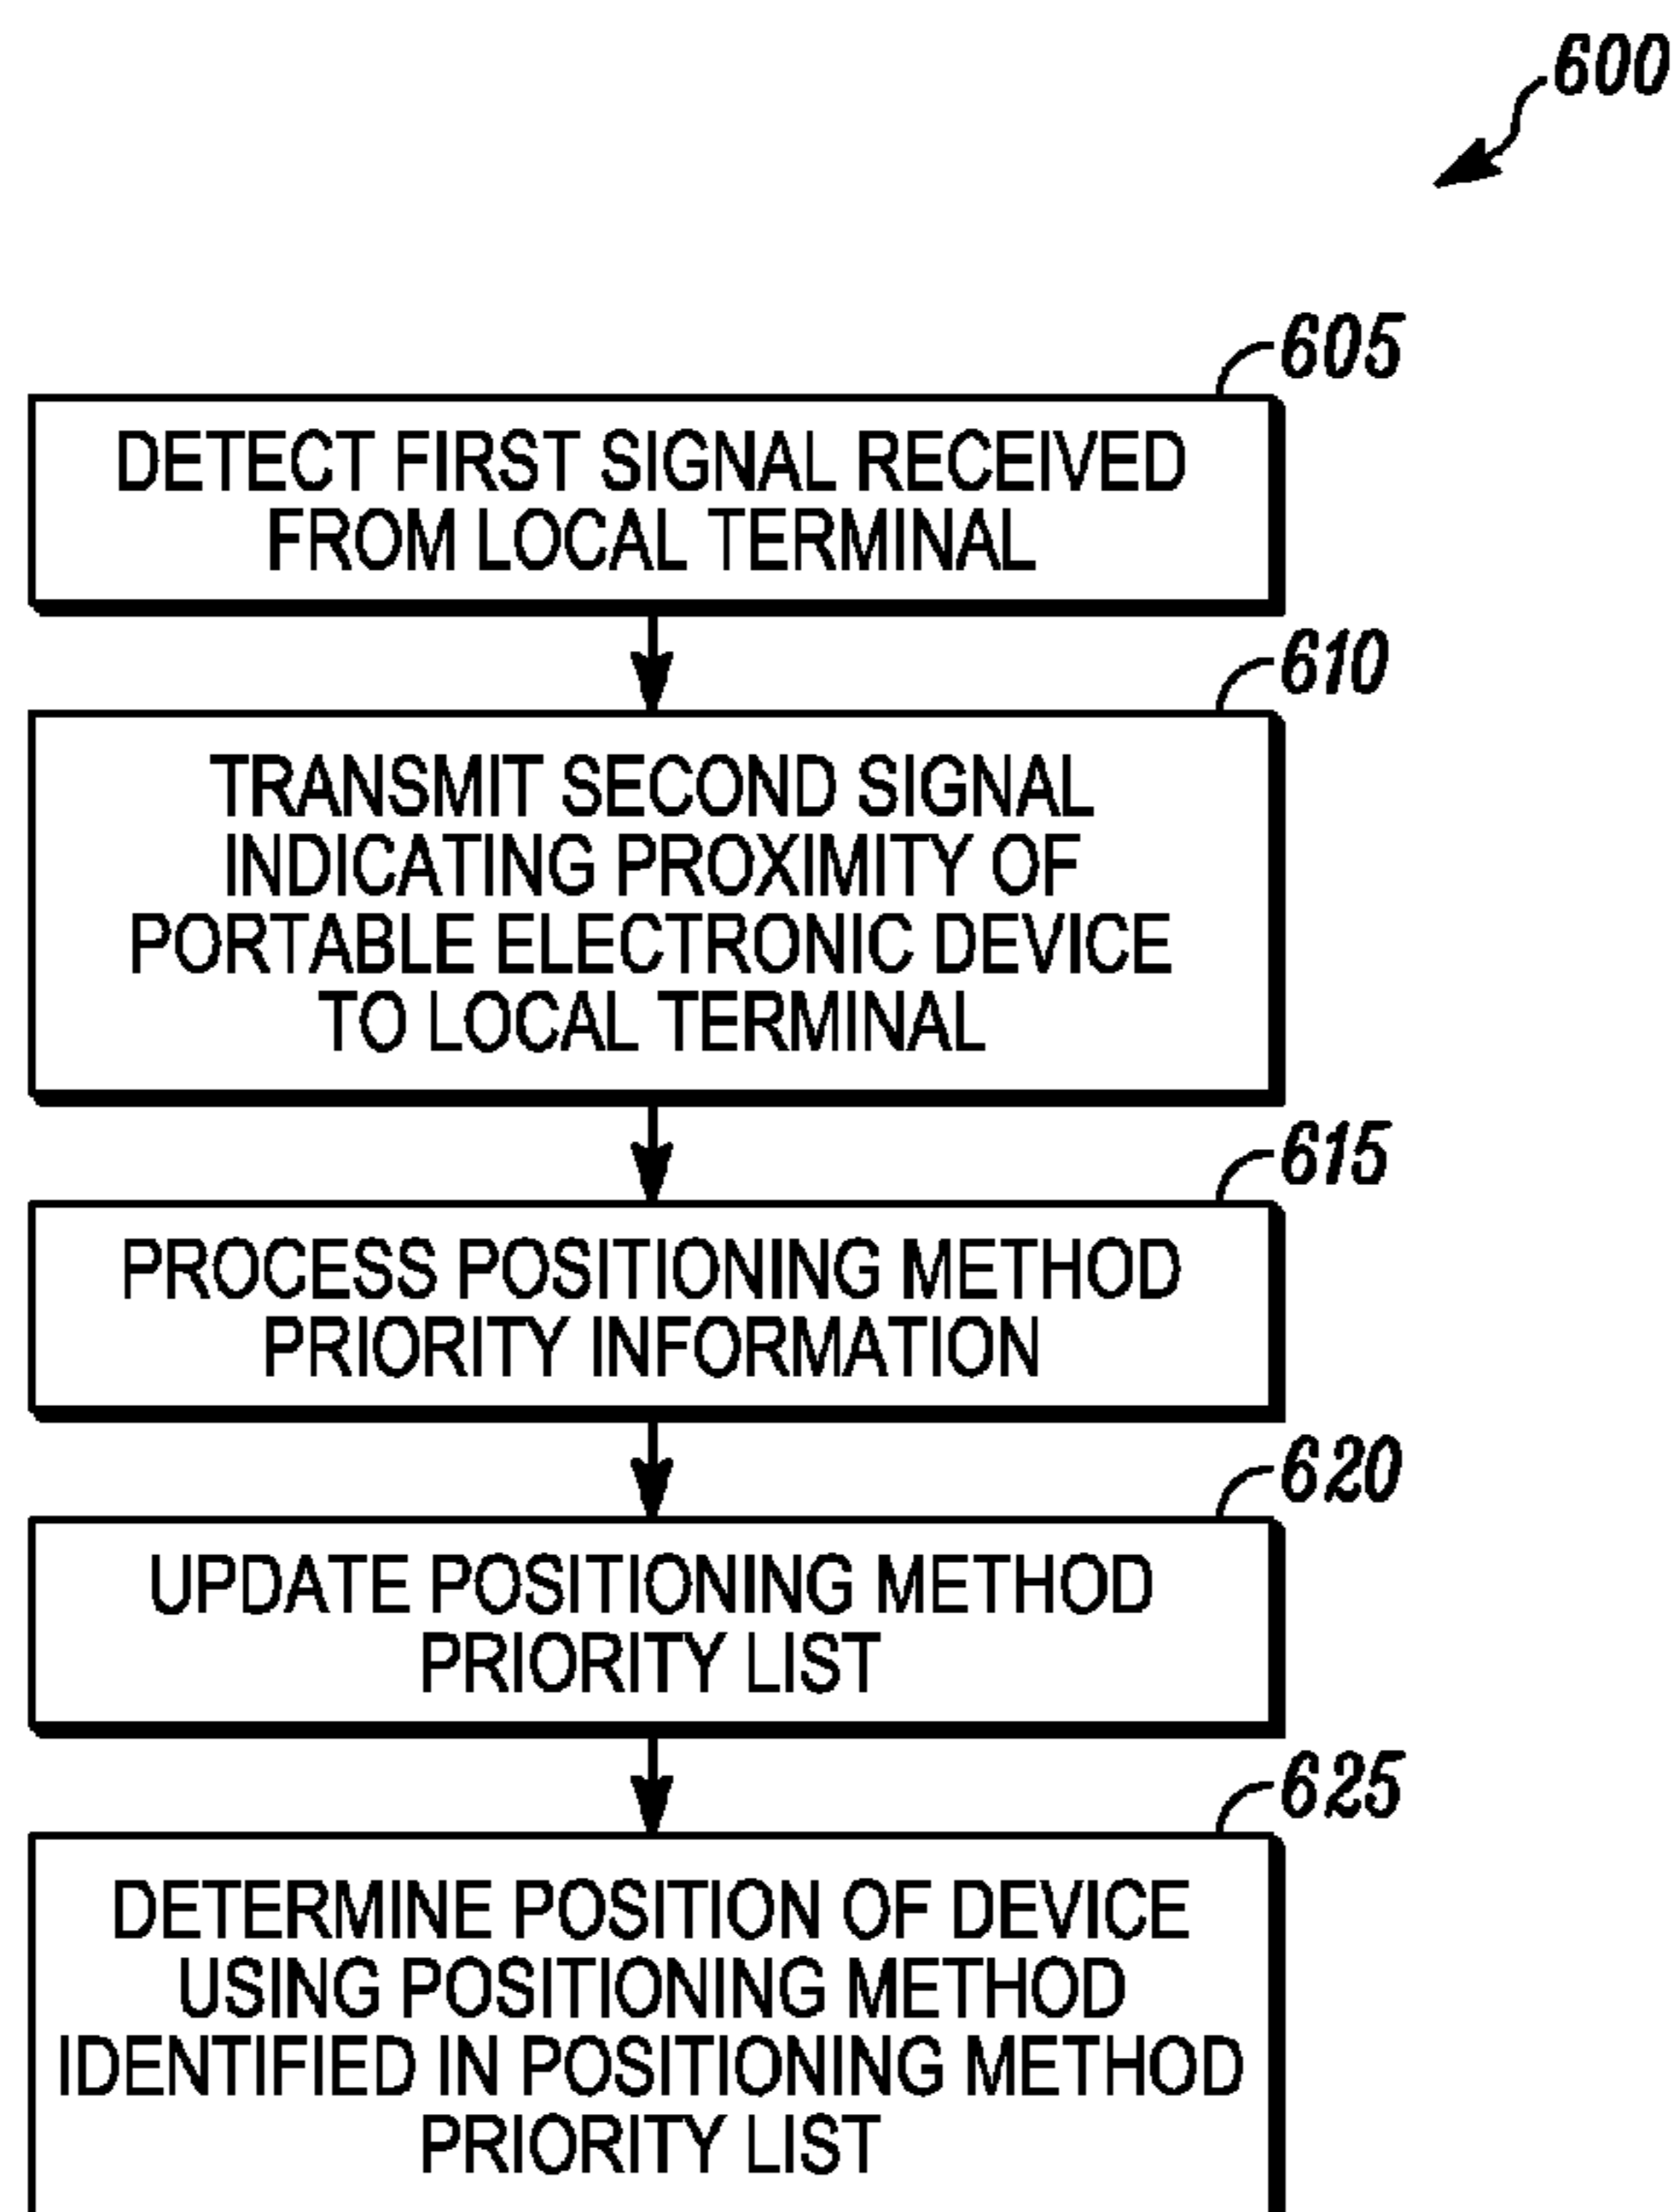 600
605
DETECT FIRST SIGNAL RECEIVED
FROM LOCAL TERMINAL
610
TRANSMIT SECOND SIGNAL
INDICATING PROXIMITY OF
PORTABLE ELECTRONIC DEVICE
TO LOCAL TERMINAL
615
PROCESS POSITIONING METHOD
PRIORITY INFORMATION
620
UPDATE POSITIONING METHOD
PRIORITY LIST
625
DETERMINE POSITION OF DEVICE
USING POSITIONING METHOD
IDENTIFIED IN POSITIONING METHOD
PRIORITY LIST